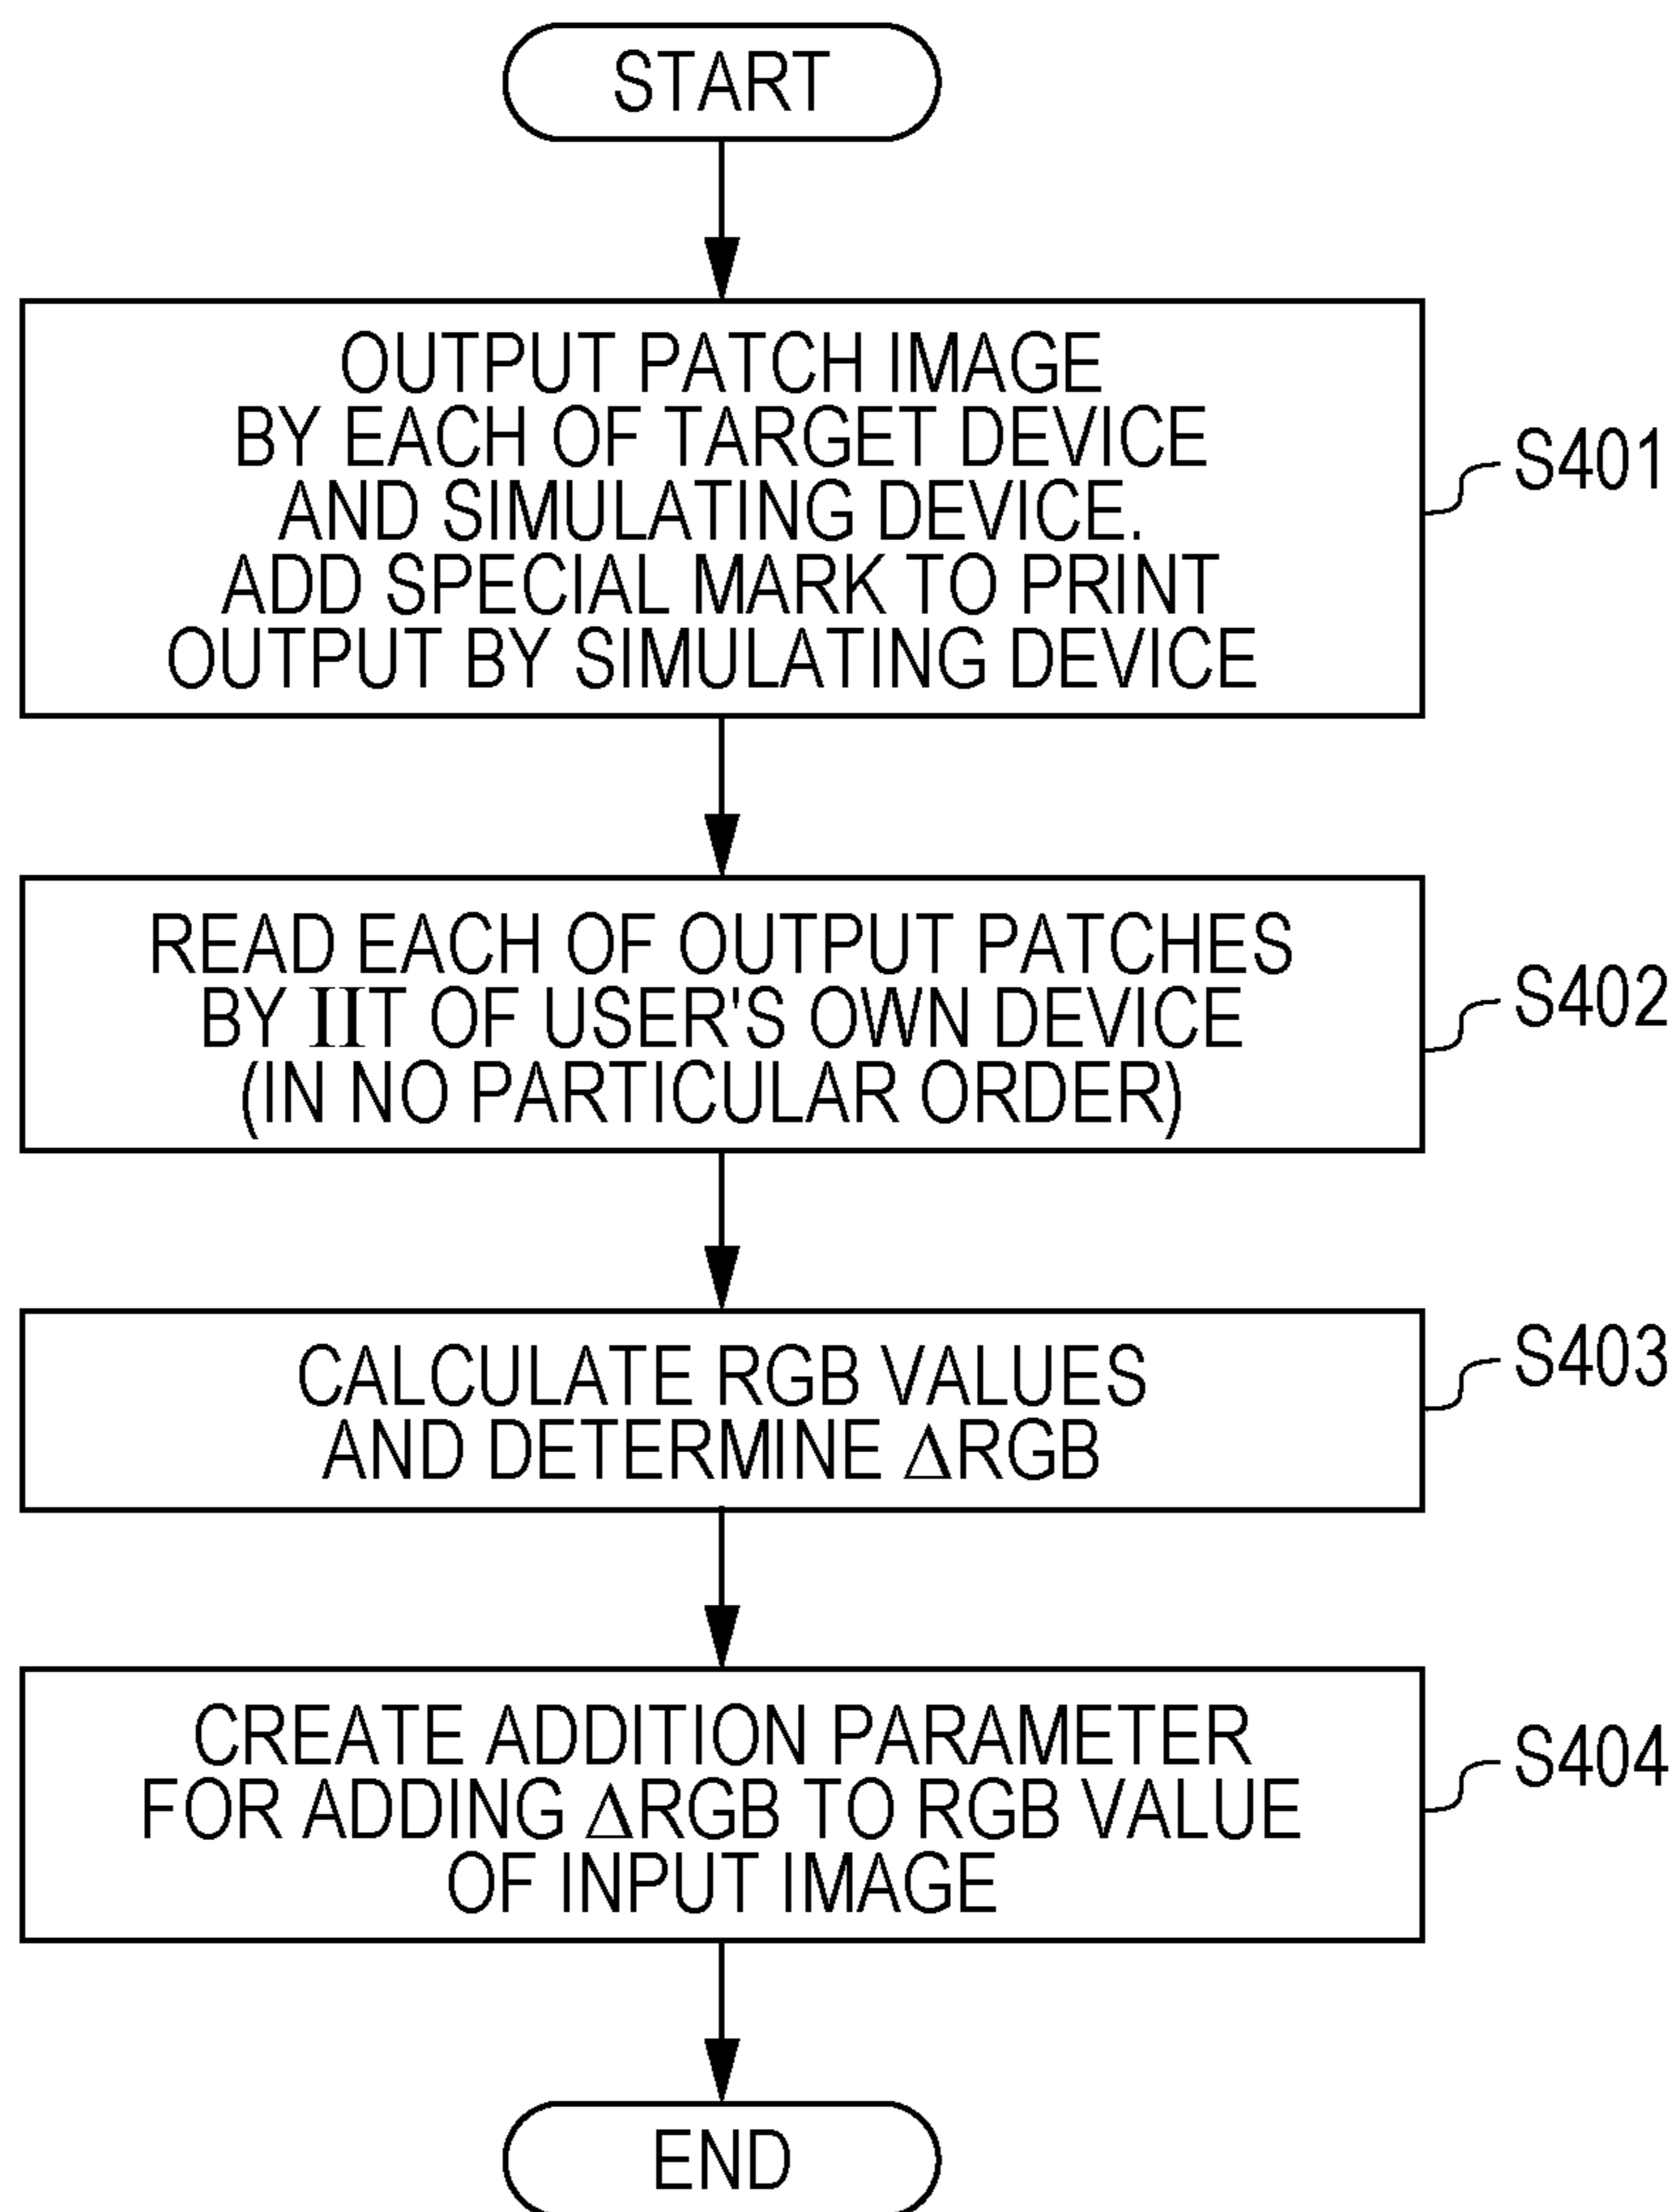 START
OUTPUT PATCH IMAGE
BY EACH OF TARGET DEVICE
AND SIMULATING DEVICE.
ADD SPECIAL MARK TO PRINT
OUTPUT BY SIMULATING DEVICE
S401
READ EACH OF OUTPUT PATCHES
BY IIT OF USER'S OWN DEVICE
(IN NO PARTICULAR ORDER)
S402
CALCULATE RGB VALUES
AND DETERMINE ΔRGB
S403
CREATE ADDITION PARAMETER
FOR ADDING ΔRGB TO RGB VALUE
OF INPUT IMAGE
S404
END